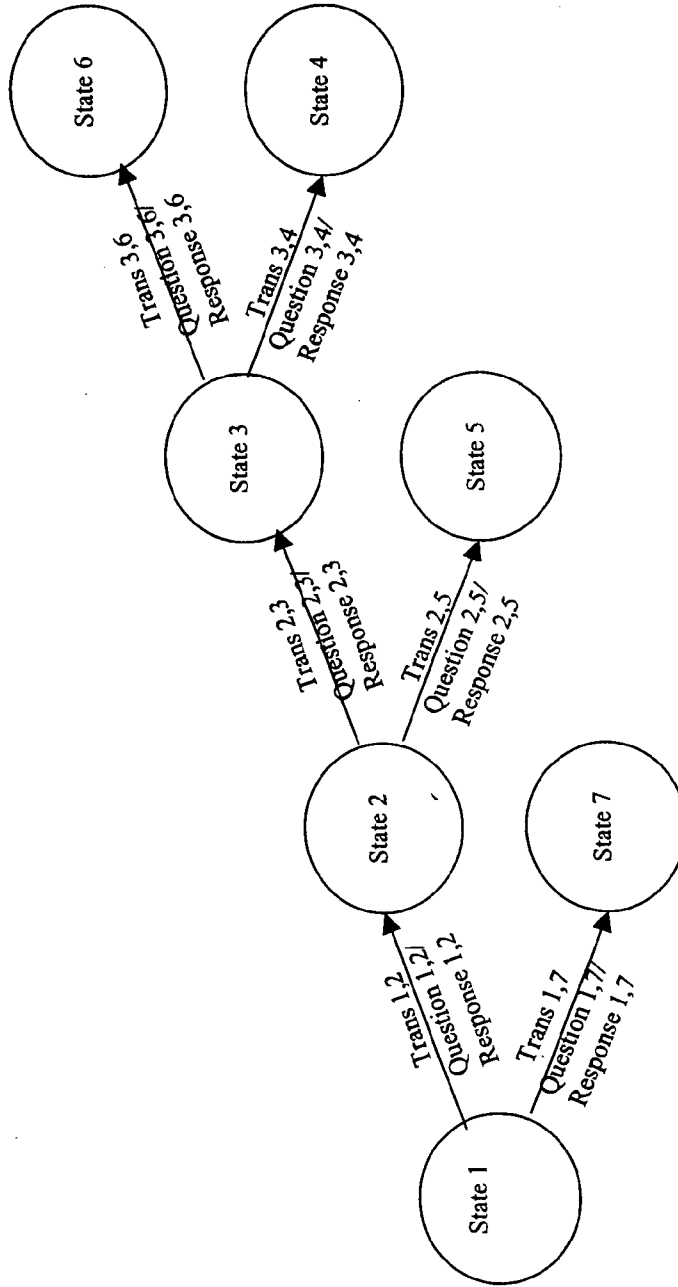 State 1
Trans 1,2
Question 1,2/
Response 1,2
Trans 1,7
Question 1,7/
Response 1,7
State 2
State 7
Trans 2,3
Question 2,3/
Response 2,3
Trans 2,5
Question 2,5/
Response 2,5
State 3
State 5
Trans 3,6
Question 3,6/
Response 3,6
Trans 3,4
Question 3,4/
Response 3,4
State 6
State 4